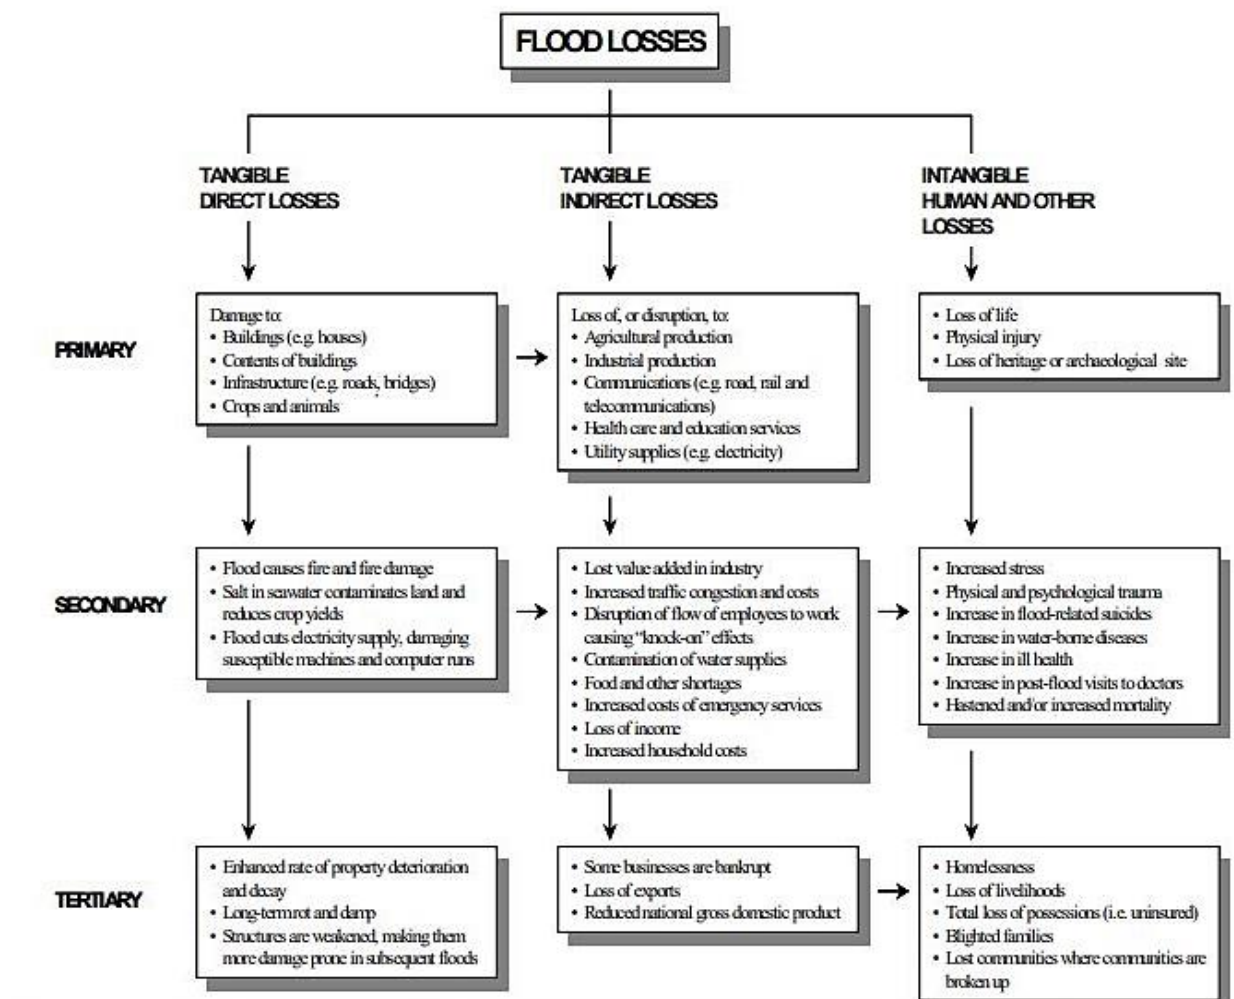 FLOOD LOSSES
TANGIBLE
DIRECT LOSSES
TANGIBLE
INDIRECT LOSSES
INTANGIBLE
HUMAN AND OTHER
LOSSES
PRIMARY
Damage to:
• Buildings (e.g. houses)
• Contents of buildings
• Infrastructure (e.g. roads, bridges)
• Crops and animals
Loss of, or disruption, to:
• Agricultural production
• Industrial production
• Communications (e.g. road, rail and
telecommunications)
• Health care and education services
• Utility supplies (e.g. electricity)
• Loss of life
• Physical injury
• Loss of heritage or archaeological site
SECONDARY
• Flood causes fire and fire damage
• Salt in seawater contaminates land and
reduces crop yields
• Flood cuts electricity supply, damaging
susceptible machines and computer runs
• Lost value added in industry
• Increased traffic congestion and costs
• Disruption of flow of employees to work
causing “knock-on” effects
• Contamination of water supplies
• Food and other shortages
• Increased costs of emergency services
• Loss of income
• Increased household costs
• Increased stress
• Physical and psychological trauma
• Increase in flood-related suicides
• Increase in water-borne diseases
• Increase in ill health
• Increase in post-flood visits to doctors
• Hastened and/or increased mortality
TERTIARY
• Enhanced rate of property deterioration
and decay
• Long-term rot and damp
• Structures are weakened, making them
more damage prone in subsequent floods
• Some businesses are bankrupt
• Loss of exports
• Reduced national gross domestic product
• Homelessness
• Loss of livelihoods
• Total loss of possessions (i.e. uninsured)
• Blighted families
• Lost communities where communities are
broken up